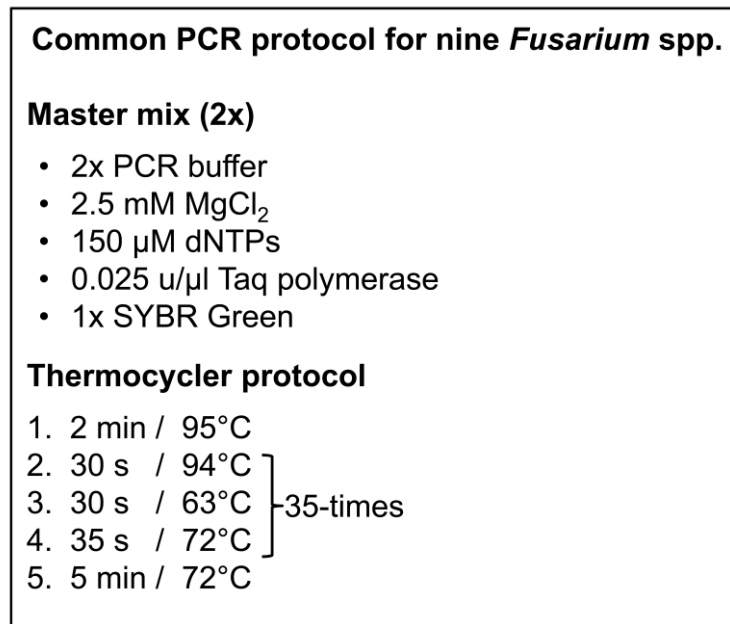 Common PCR protocol for nine Fusarium spp.
Master mix (2x)
• 2x PCR buffer
• 2.5 mM MgCl₂
• 150 µM dNTPs
• 0.025 u/µl Taq polymerase
• 1x SYBR Green
Thermocycler protocol
1. 2 min / 95°C
2. 30 s / 94°C
3. 30 s / 63°C
35-times
4. 35 s / 72°C
5. 5 min / 72°C